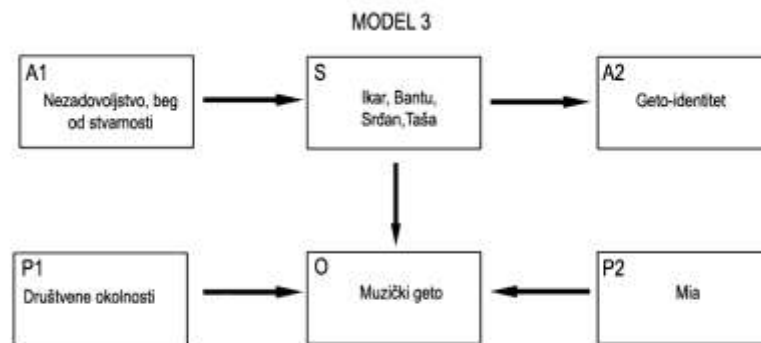 MODEL 3
A1
Nezadovoljstvo, beg
od stvarnosti
S
Ikar, Bantu,
Srđan,Taša
A2
Geto-identitet
P1
Društvene okolnosti
O
Muzički geto
P2
Mia